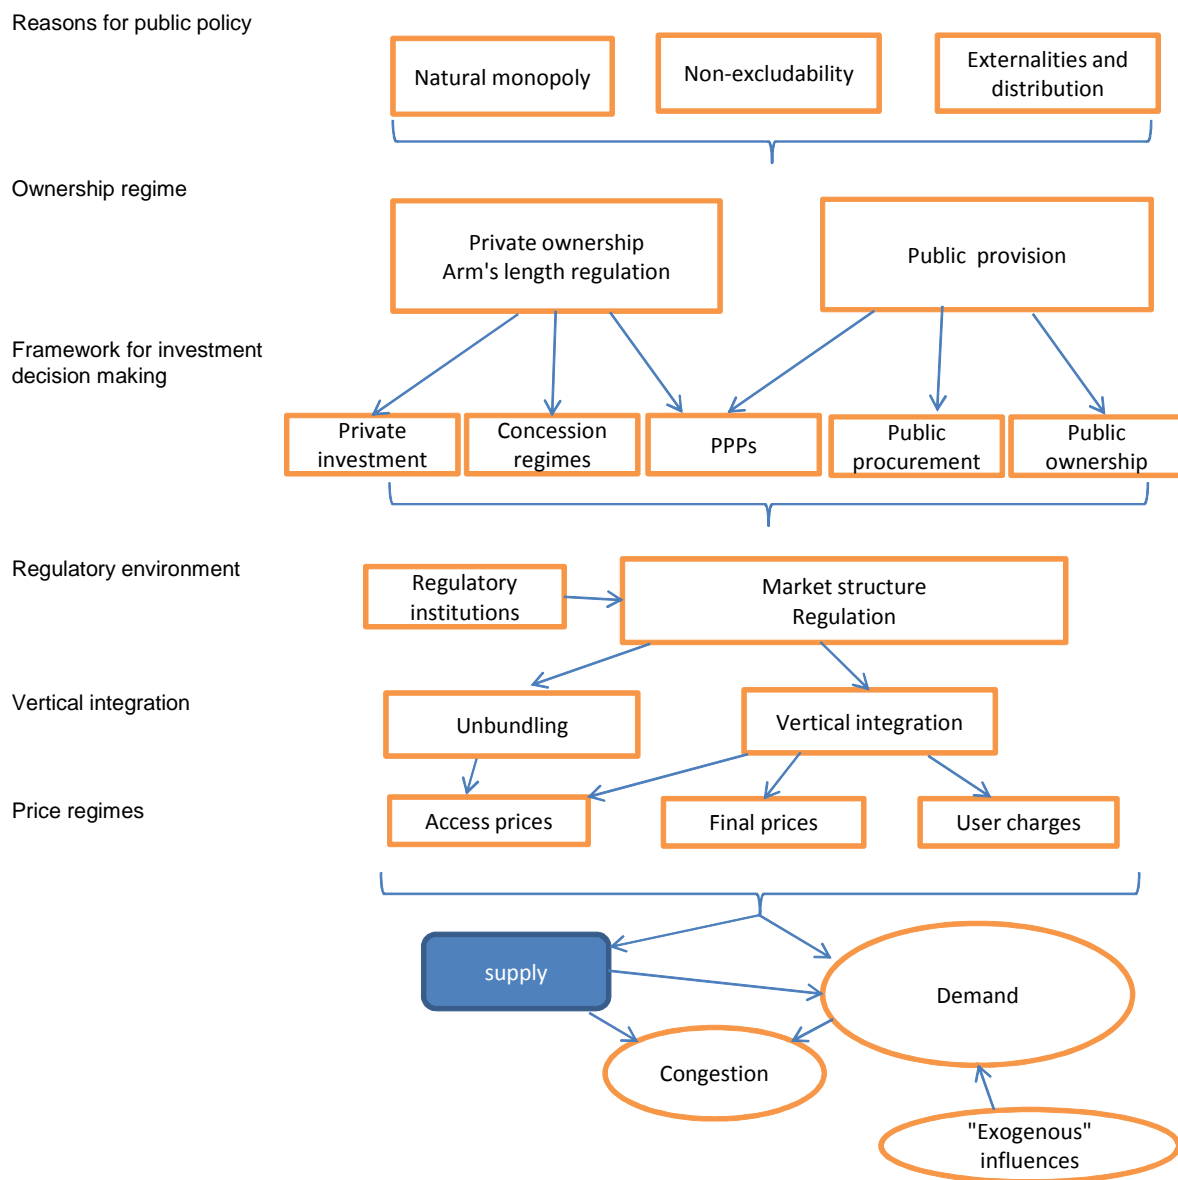 Reasons for public policy
Natural monopoly
Non-excludability
Externalities and
distribution
Ownership regime
Private ownership
Arm's length regulation
Public provision
Framework for investment
decision making
Private
investment
Concession
regimes
PPPs
Public
procurement
Public
ownership
Regulatory environment
Regulatory
institutions
Market structure
Regulation
Vertical integration
Unbundling
Vertical integration
Price regimes
Access prices
Final prices
User charges
supply
Demand
Congestion
"Exogenous"
influences